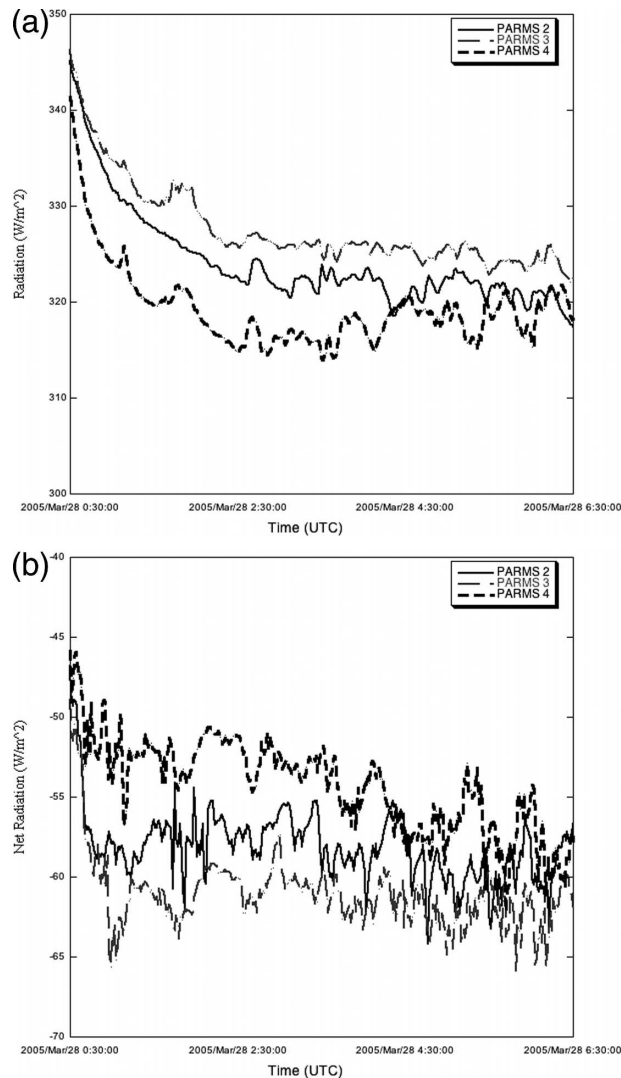 (a)
350
340
330
320
310
300
Radiation (W/m^2)
PARMS 2
PARMS 3
PARMS 4
2005/Mar/28 0:30:00
2005/Mar/28 2:30:00
2005/Mar/28 4:30:00
2005/Mar/28 6:30:00
Time (UTC)
(b)
-40
-45
-50
-55
-60
-65
-70
Net Radiation (W/m^2)
PARMS 2
PARMS 3
PARMS 4
2005/Mar/28 0:30:00
2005/Mar/28 2:30:00
2005/Mar/28 4:30:00
2005/Mar/28 6:30:00
Time (UTC)